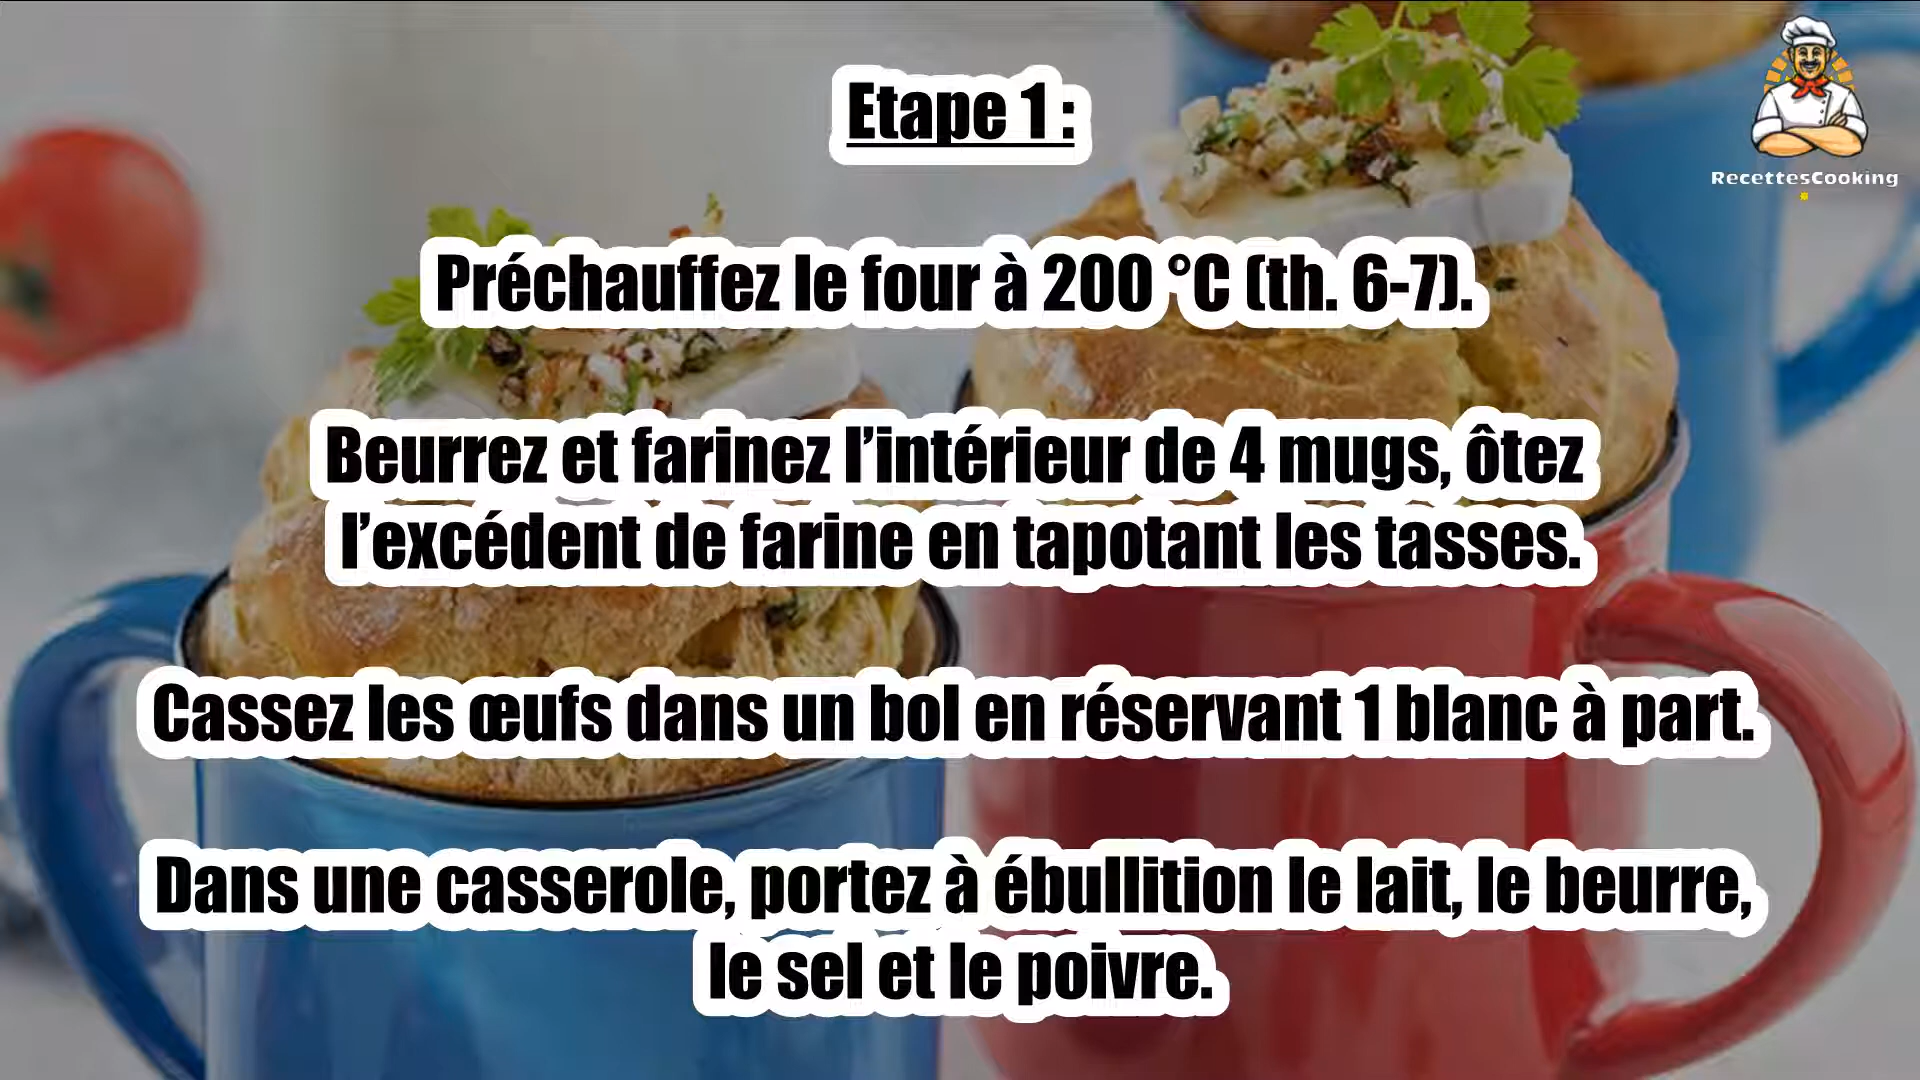 Etape 1 :
RecettesCooking
Préchauffez le four à 200 °C (th. 6-7).
Beurrez et farinez l’intérieur de 4 mugs, ôtez
l’excédent de farine en tapotant les tasses.
Cassez les œufs dans un bol en réservant 1 blanc à part.
Dans une casserole, portez à ébullition le lait, le beurre,
le sel et le poivre.